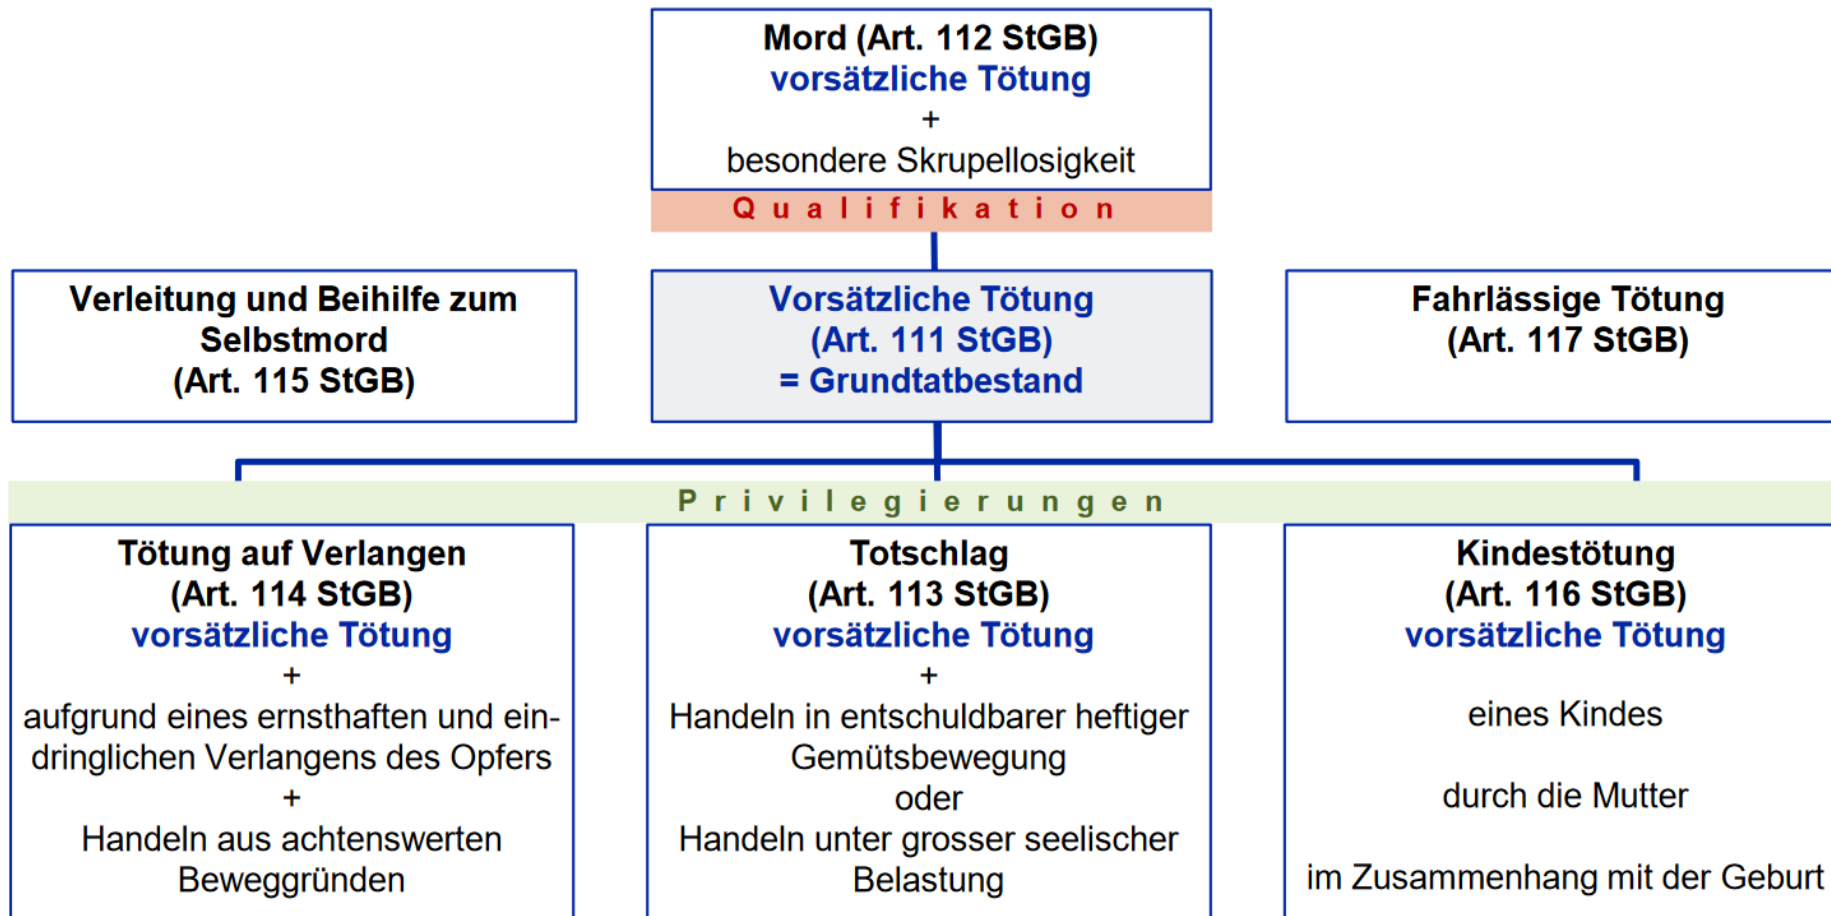 Mord (Art. 112 StGB)
vorsätzliche Tötung
+
besondere Skrupellosigkeit
Qualifikation
Verleitung und Beihilfe zum
Selbstmord
(Art. 115 StGB)
Vorsätzliche Tötung
(Art. 111 StGB)
= Grundtatbestand
Fahrlässige Tötung
(Art. 117 StGB)
Privilegierungen
Tötung auf Verlangen
(Art. 114 StGB)
vorsätzliche Tötung
+
aufgrund eines ernsthaften und ein-
dringlichen Verlangens des Opfers
+
Handeln aus achtenswerten
Beweggründen
Totschlag
(Art. 113 StGB)
vorsätzliche Tötung
+
Handeln in entschuldbarer heftiger
Gemütsbewegung
oder
Handeln unter grosser seelischer
Belastung
Kindestötung
(Art. 116 StGB)
vorsätzliche Tötung
eines Kindes
durch die Mutter
im Zusammenhang mit der Geburt